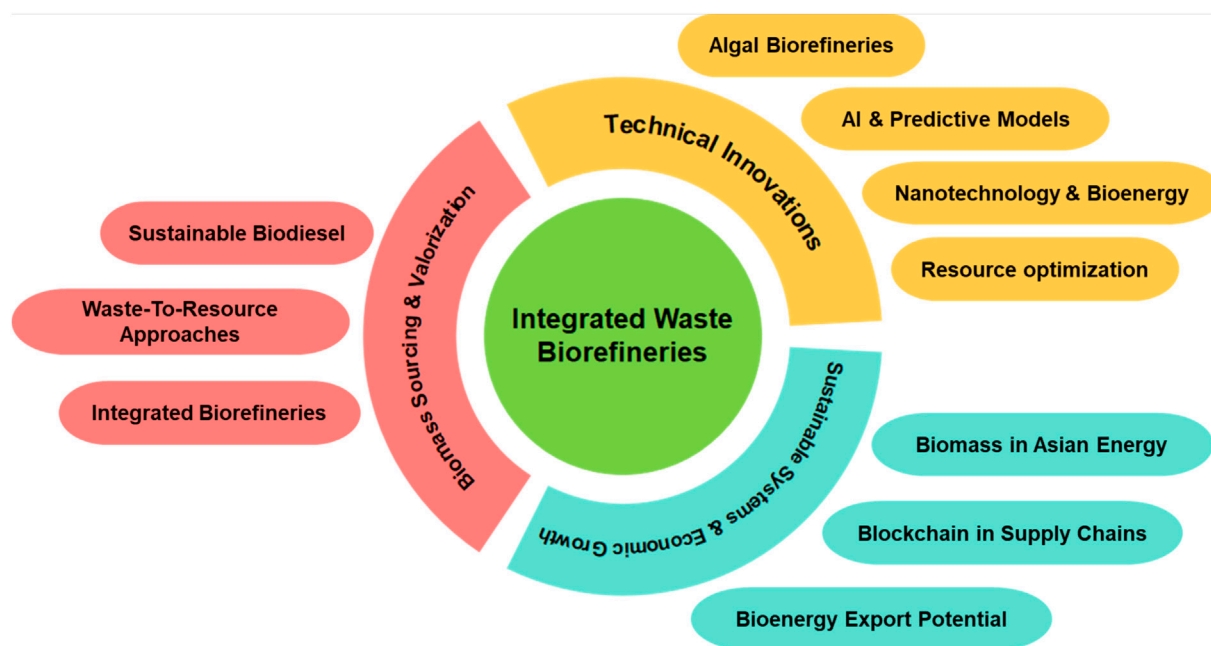 Algal Biorefineries
Technical Innovations
AI & Predictive Models
Nanotechnology & Bioenergy
Resource optimization
Biomass Sourcing & Valorization
Sustainable Biodiesel
Waste-To-Resource
Approaches
Integrated Biorefineries
Integrated Waste
Biorefineries
Sustainable Systems & Economic Growth
Biomass in Asian Energy
Blockchain in Supply Chains
Bioenergy Export Potential